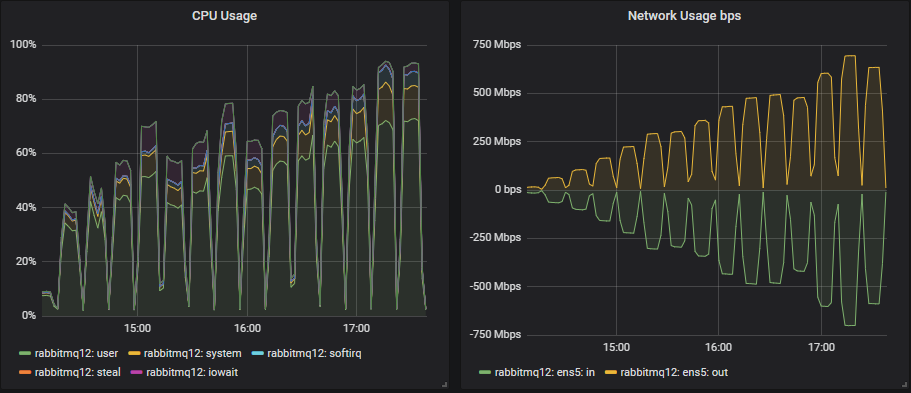 CPU Usage
100%
80%
60%
40%
20%
0%
15:00 16:00 17:00
rabbitmq12: user rabbitmq12: system rabbitmq12: softirq
rabbitmq12: steal rabbitmq12: iowait
Network Usage bps
750 Mbps
500 Mbps
250 Mbps
0 bps
-250 Mbps
-500 Mbps
-750 Mbps
15:00 16:00 17:00
rabbitmq12: ens5: in rabbitmq12: ens5: out